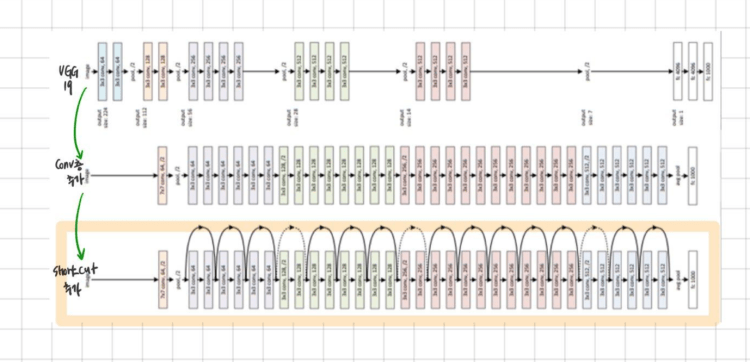 VGG
19
image
3x3 conv, 64
3x3 conv, 64
pool, /2
3x3 conv, 128
3x3 conv, 128
pool, /2
3x3 conv, 256
3x3 conv, 256
3x3 conv, 256
3x3 conv, 256
pool, /2
3x3 conv, 512
3x3 conv, 512
3x3 conv, 512
3x3 conv, 512
pool, /2
3x3 conv, 512
3x3 conv, 512
3x3 conv, 512
3x3 conv, 512
pool, /2
fc 4096
fc 4096
fc 1000
output
size: 224
output
size: 112
output
size: 56
output
size: 28
output
size: 14
output
size: 7
output
size: 1
Conv층
추가
image
7x7 conv, 64, /2
pool, /2
3x3 conv, 64
3x3 conv, 64
3x3 conv, 64
3x3 conv, 64
3x3 conv, 64
3x3 conv, 64
3x3 conv, 128, /2
3x3 conv, 128
3x3 conv, 128
3x3 conv, 128
3x3 conv, 128
3x3 conv, 128
3x3 conv, 128
3x3 conv, 128
3x3 conv, 256, /2
3x3 conv, 256
3x3 conv, 256
3x3 conv, 256
3x3 conv, 256
3x3 conv, 256
3x3 conv, 256
3x3 conv, 256
3x3 conv, 256
3x3 conv, 256
3x3 conv, 256
3x3 conv, 256
3x3 conv, 512, /2
3x3 conv, 512
3x3 conv, 512
3x3 conv, 512
3x3 conv, 512
3x3 conv, 512
avg pool
fc 1000
Short_cut
추가
image
7x7 conv, 64, /2
pool, /2
3x3 conv, 64
3x3 conv, 64
3x3 conv, 64
3x3 conv, 64
3x3 conv, 64
3x3 conv, 64
3x3 conv, 128, /2
3x3 conv, 128
3x3 conv, 128
3x3 conv, 128
3x3 conv, 128
3x3 conv, 128
3x3 conv, 128
3x3 conv, 128
3x3 conv, 256, /2
3x3 conv, 256
3x3 conv, 256
3x3 conv, 256
3x3 conv, 256
3x3 conv, 256
3x3 conv, 256
3x3 conv, 256
3x3 conv, 256
3x3 conv, 256
3x3 conv, 256
3x3 conv, 256
3x3 conv, 512, /2
3x3 conv, 512
3x3 conv, 512
3x3 conv, 512
3x3 conv, 512
3x3 conv, 512
avg pool
fc 1000